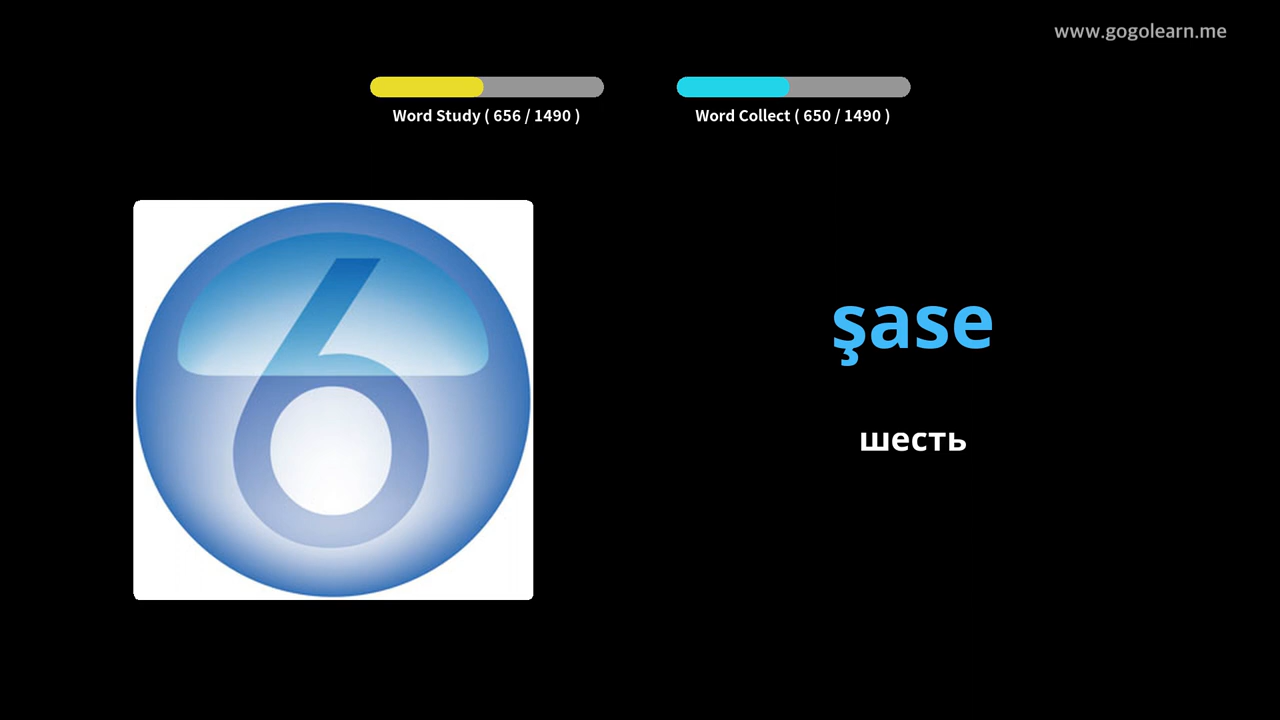 www.gogolearn.me
Word Study ( 656 / 1490 )
Word Collect ( 650 / 1490 )
6
şase
шесть